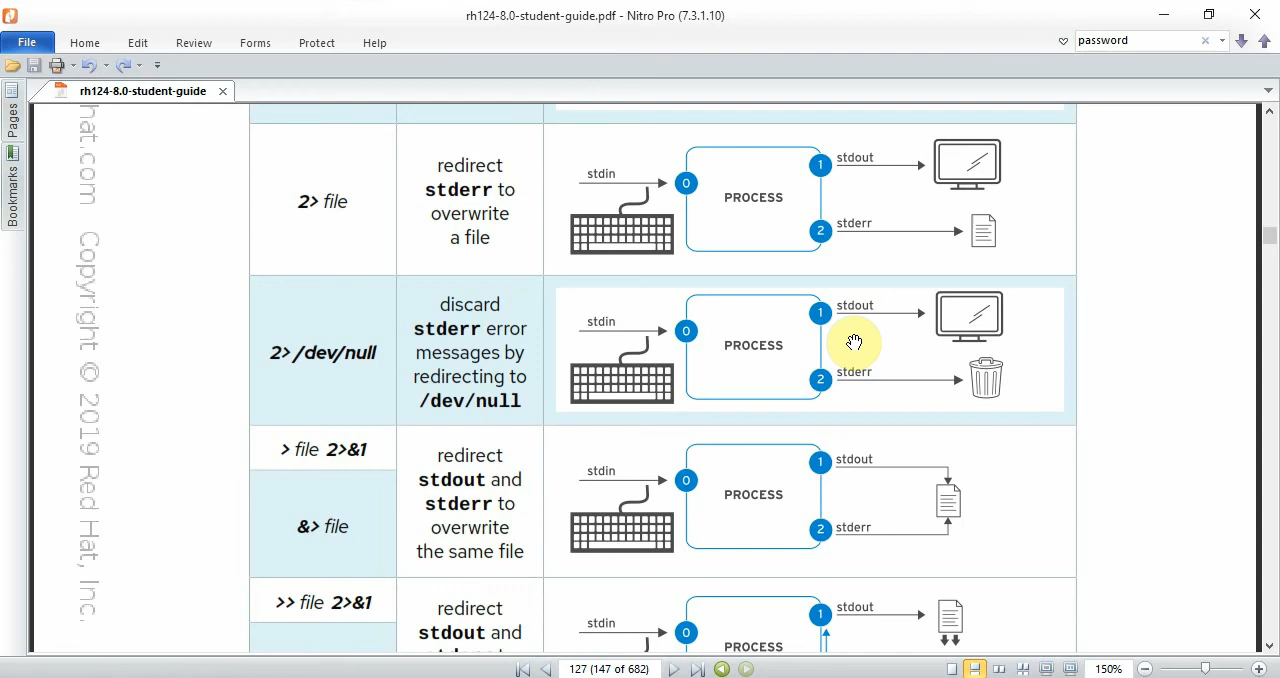 rh124-8.0-student-guide.pdf - Nitro Pro (7.3.1.10)
File Home Edit Review Forms Protect Help
password
rh124-8.0-student-guide
Pages
Bookmarks
hat.com Copyright © 2019 Red Hat, Inc.
2> file
redirect
stderr to
overwrite
a file
stdin
0
PROCESS
1
stdout
2
stderr
2>/dev/null
discard
stderr error
messages by
redirecting to
/dev/null
stdin
0
PROCESS
1
stdout
2
stderr
> file 2>&1
&> file
redirect
stdout and
stderr to
overwrite
the same file
stdin
0
PROCESS
1
stdout
2
stderr
>> file 2>&1
redirect
stdout and
stdin
0
PROCESS
1
stdout
127 (147 of 682)
150%